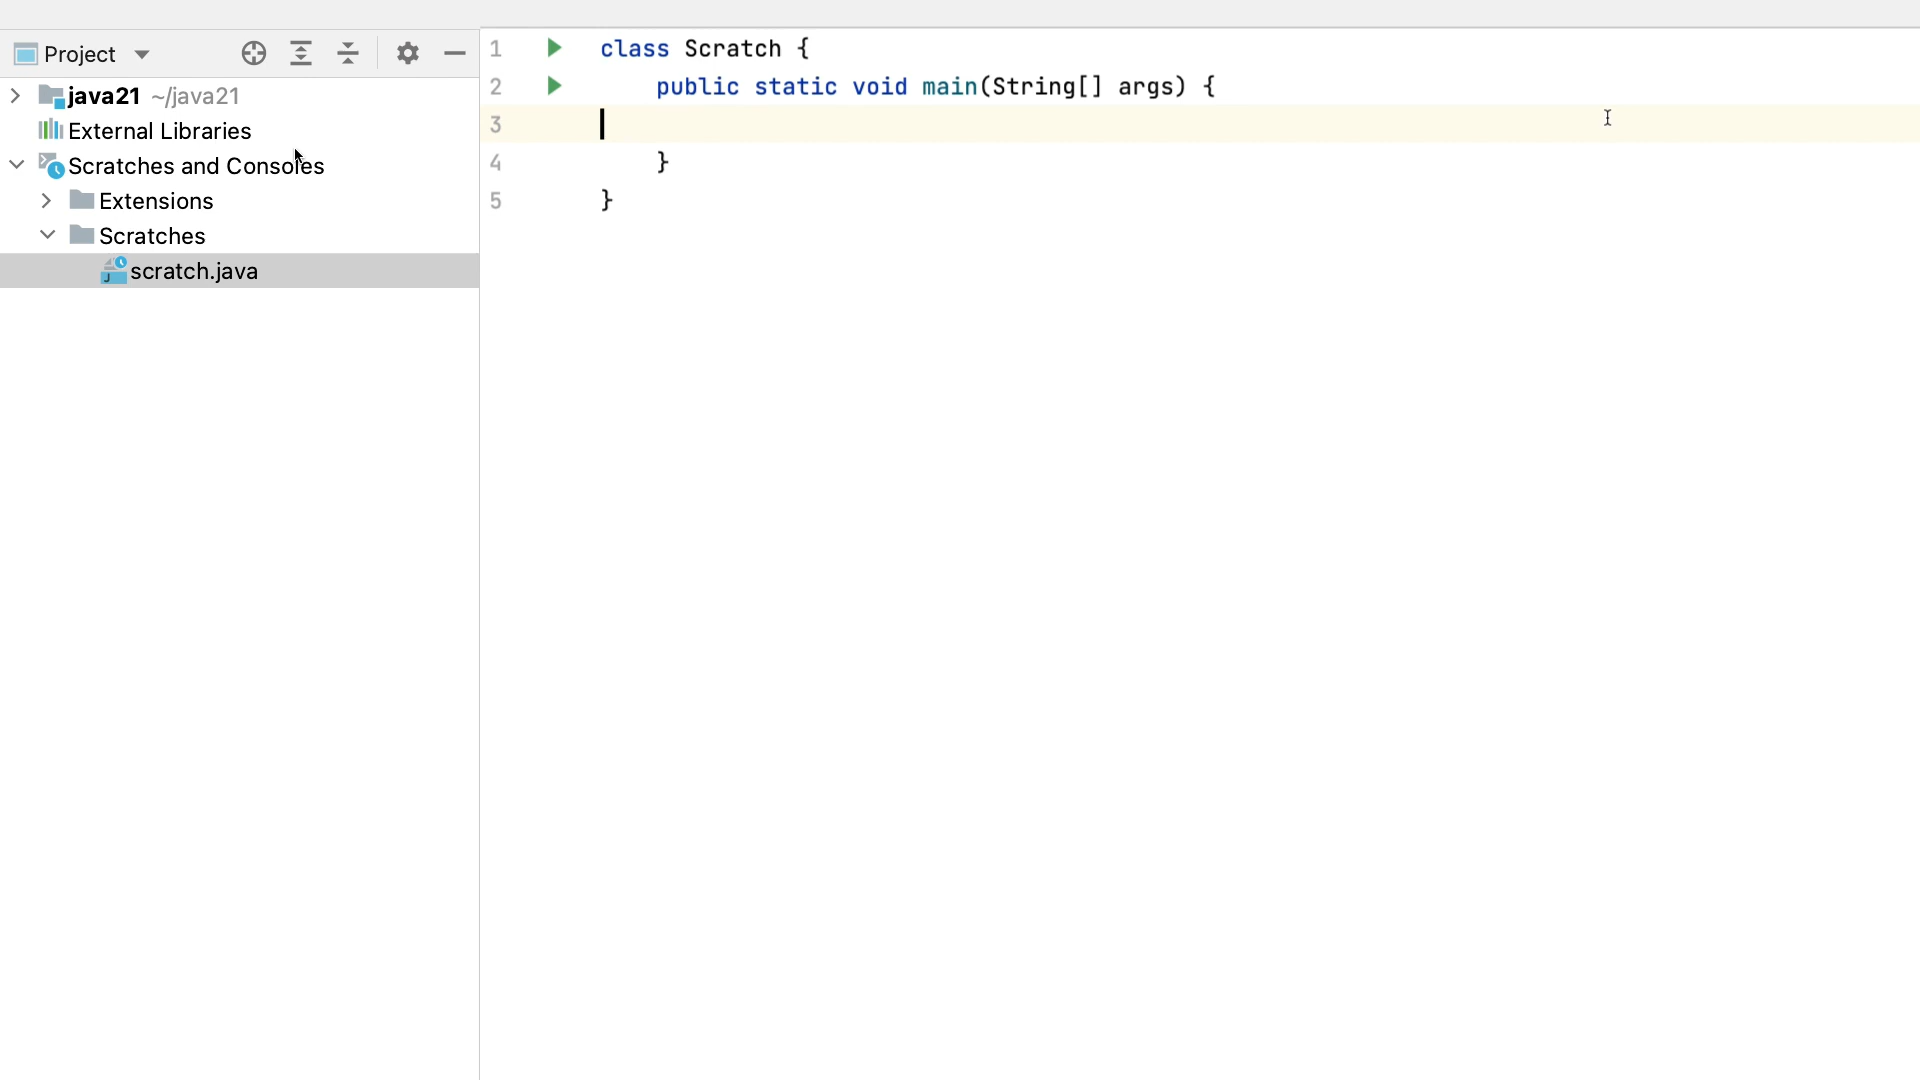 Project
java21 ~/java21
External Libraries
Scratches and Consoles
Extensions
Scratches
scratch.java
1 class Scratch {
2 public static void main(String[] args) {
3
4 }
5 }